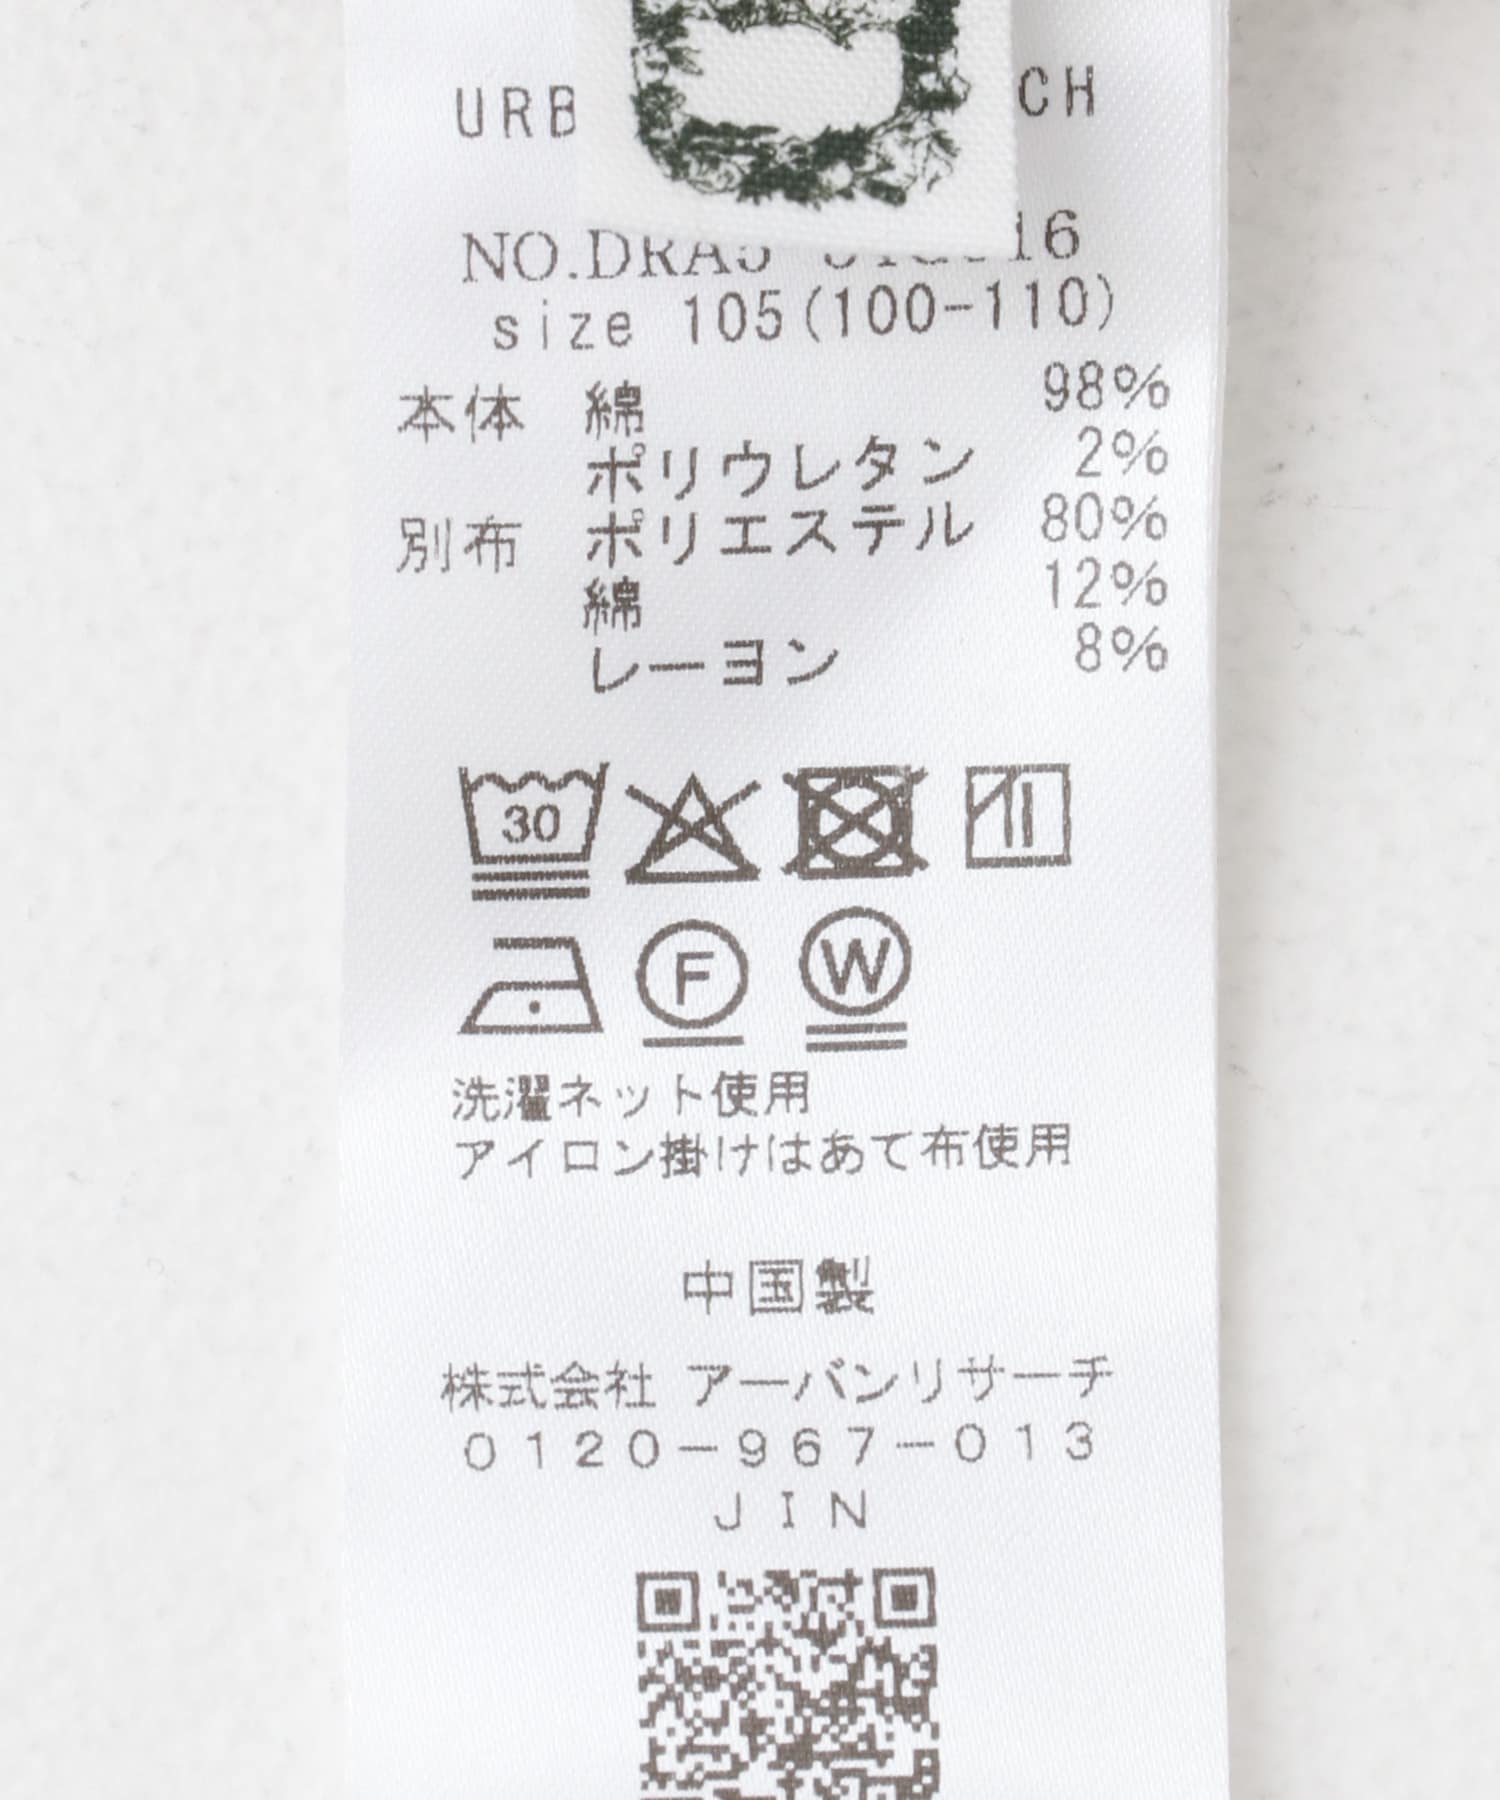 URB CH
NO.DRA5 16
size 105(100-110)
本体 綿 98%
ポリウレタン 2%
別布 ポリエステル 80%
綿 12%
レーヨン 8%
30
F W
洗濯ネット使用
アイロン掛けはあて布使用
中国製
株式会社 アーバンリサーチ
0120-967-013
JIN